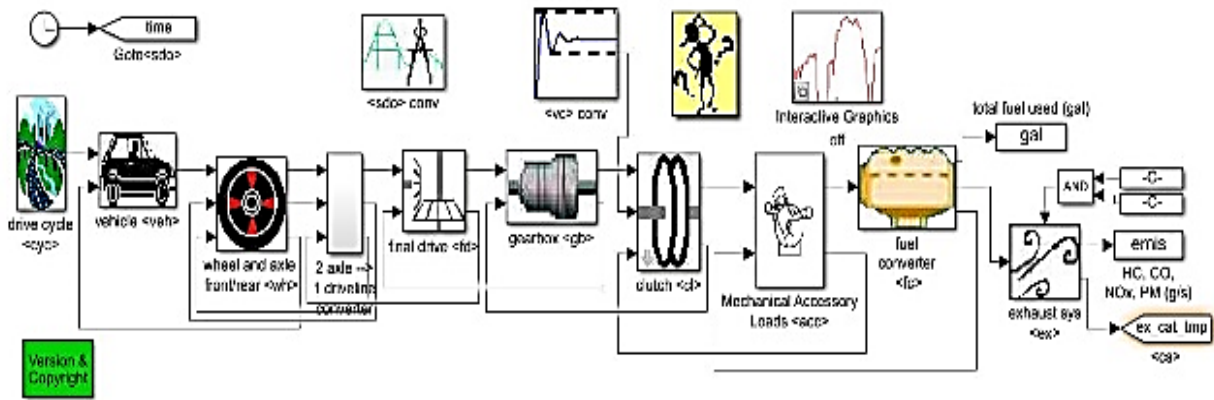 time
Goto<sdo>
<sdo> conv
<vc> conv
Interactive Graphics
off
total fuel used (gal)
gal
drive cycle
<cyc>
vehicle <veh>
wheel and axle
front/rear <wh>
2 axle -->
1 driveline
converter
final drive <fd>
gearbox <gb>
clutch <cl>
Mechanical Accessory
Loads <acc>
fuel
converter
<fc>
AND
-C-
-C-
emis
HC, CO,
NOx, PM (g/s)
exhaust sys
<ex>
ex_cat_tmp
<cs>
Version &
Copyright